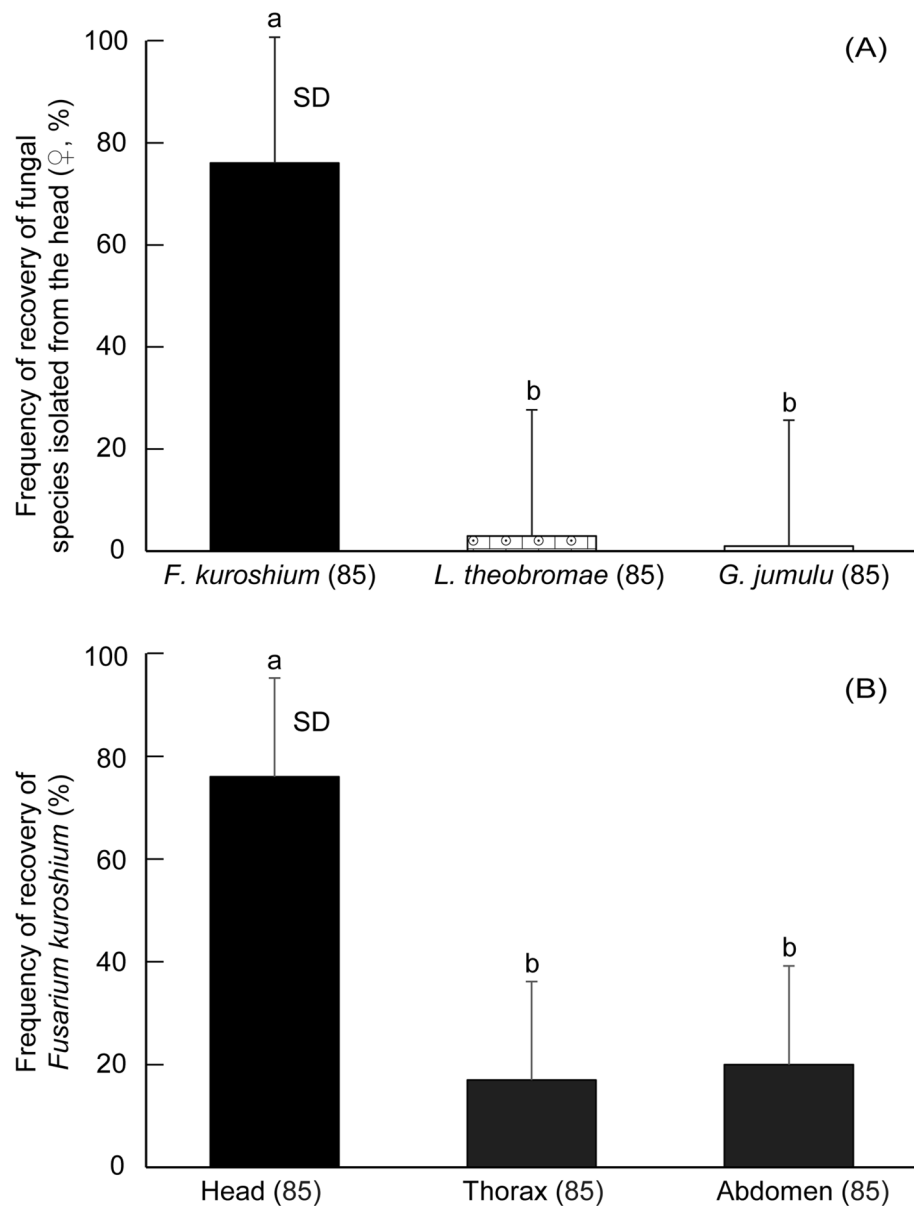 (A)
Frequency of recovery of fungal
species isolated from the head (♀, %)
100
80
60
40
20
0
a
SD
b
b
F. kuroshium (85)
L. theobromae (85)
G. jumulu (85)
(B)
Frequency of recovery of
Fusarium kuroshium (%)
100
80
60
40
20
0
a
SD
b
b
Head (85)
Thorax (85)
Abdomen (85)